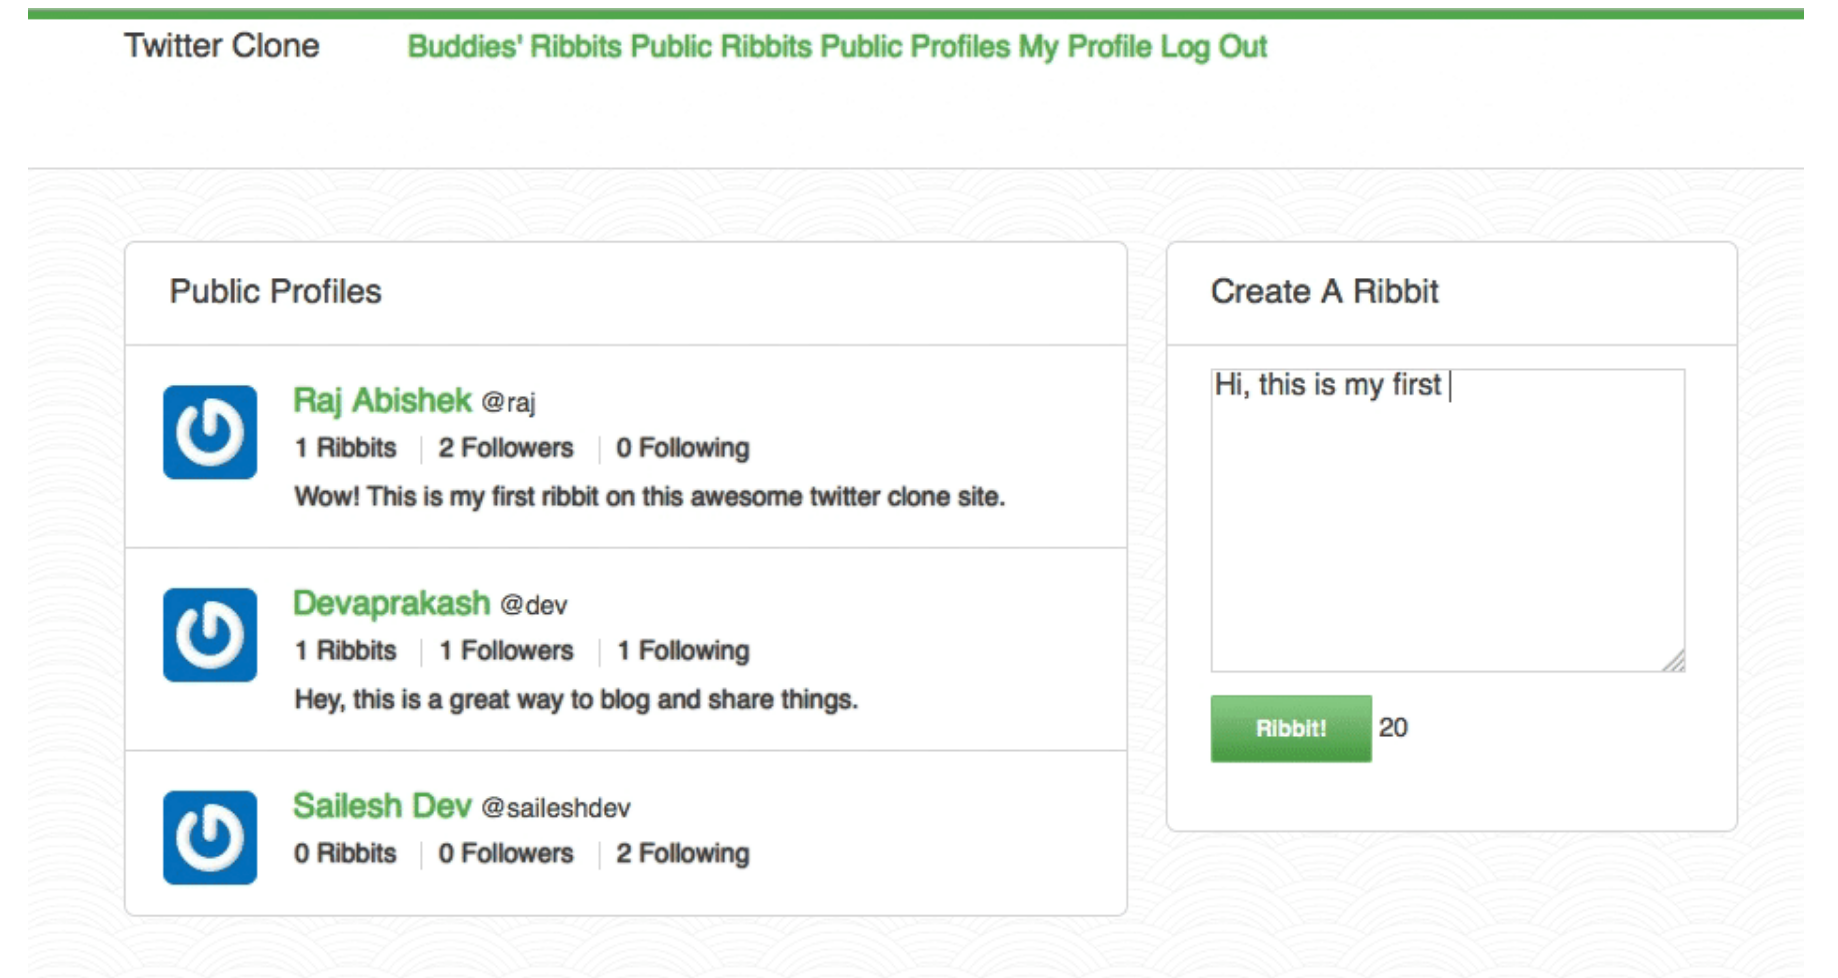 Twitter Clone
Buddies' Ribbits Public Ribbits Public Profiles My Profile Log Out
Public Profiles
Raj Abishek @raj
1 Ribbits 2 Followers 0 Following
Wow! This is my first ribbit on this awesome twitter clone site.
Devaprakash @dev
1 Ribbits 1 Followers 1 Following
Hey, this is a great way to blog and share things.
Sailesh Dev @saileshdev
0 Ribbits 0 Followers 2 Following
Create A Ribbit
Hi, this is my first
Ribbit! 20